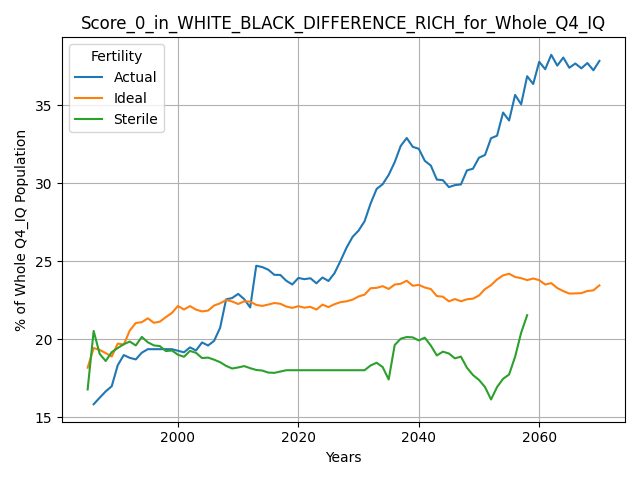 Score_0_in_WHITE_BLACK_DIFFERENCE_RICH_for_Whole_Q4_IQ
Fertility
Actual
Ideal
Sterile
% of Whole Q4_IQ Population
35
30
25
20
15
2000
2020
2040
2060
Years